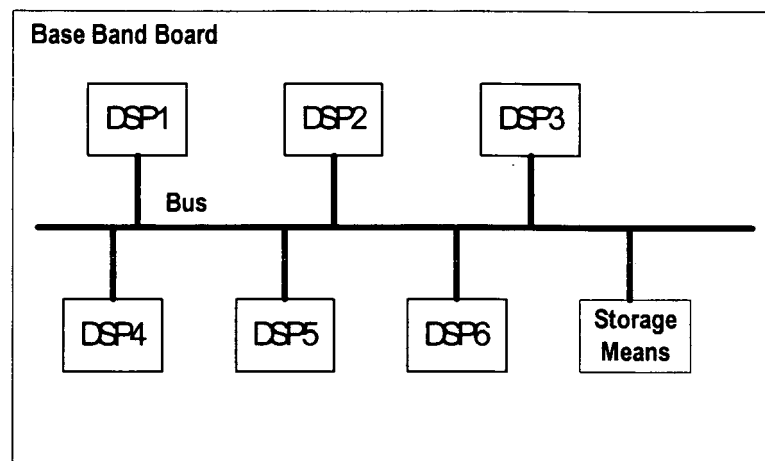 Base Band Board
DSP1
DSP2
DSP3
Bus
DSP4
DSP5
DSP6
Storage
Means